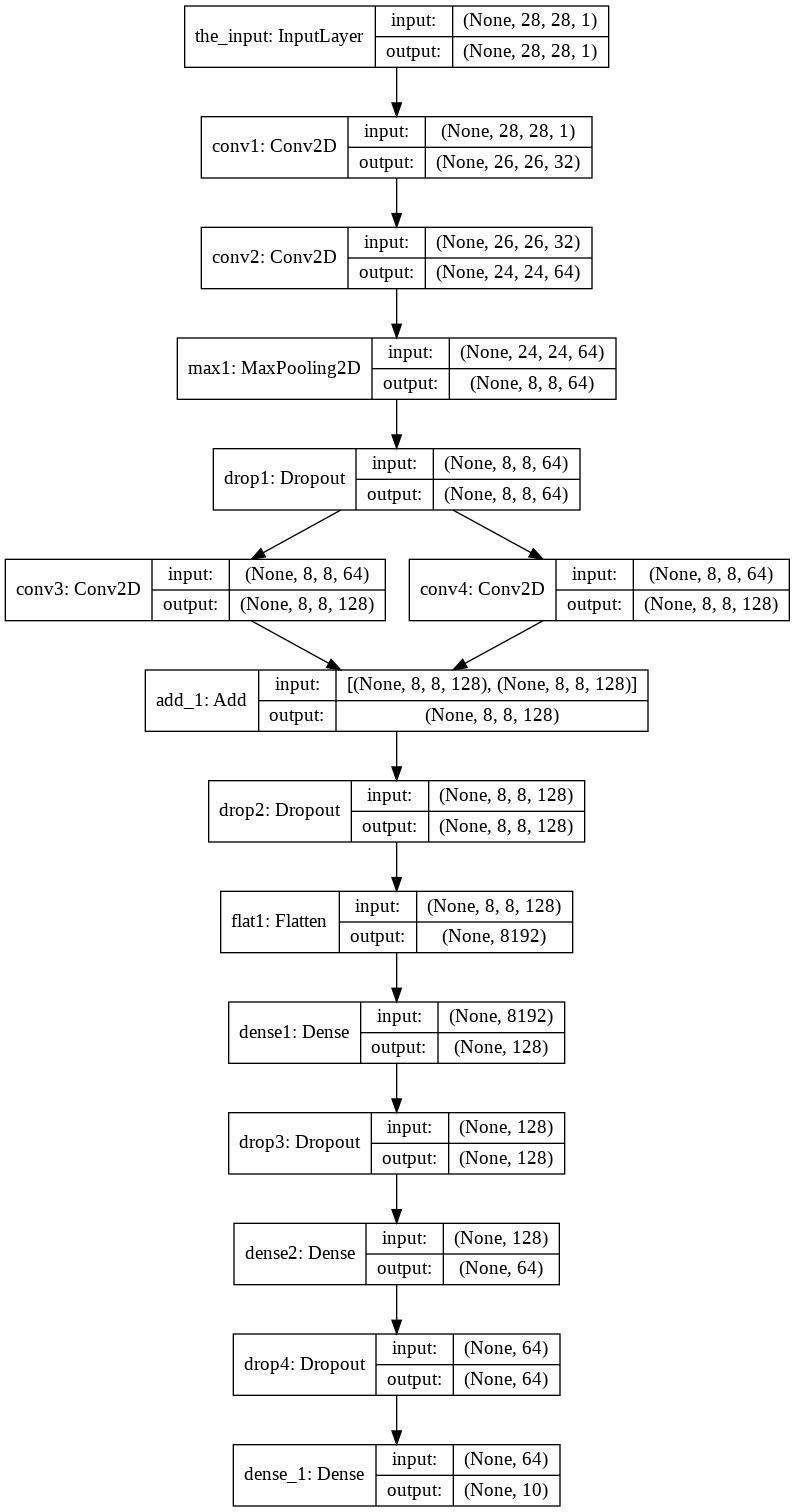 the_input: InputLayer
input: (None, 28, 28, 1)
output: (None, 28, 28, 1)
conv1: Conv2D
input: (None, 28, 28, 1)
output: (None, 26, 26, 32)
conv2: Conv2D
input: (None, 26, 26, 32)
output: (None, 24, 24, 64)
max1: MaxPooling2D
input: (None, 24, 24, 64)
output: (None, 8, 8, 64)
drop1: Dropout
input: (None, 8, 8, 64)
output: (None, 8, 8, 64)
conv3: Conv2D
input: (None, 8, 8, 64)
output: (None, 8, 8, 128)
conv4: Conv2D
input: (None, 8, 8, 64)
output: (None, 8, 8, 128)
add_1: Add
input: [(None, 8, 8, 128), (None, 8, 8, 128)]
output: (None, 8, 8, 128)
drop2: Dropout
input: (None, 8, 8, 128)
output: (None, 8, 8, 128)
flat1: Flatten
input: (None, 8, 8, 128)
output: (None, 8192)
dense1: Dense
input: (None, 8192)
output: (None, 128)
drop3: Dropout
input: (None, 128)
output: (None, 128)
dense2: Dense
input: (None, 128)
output: (None, 64)
drop4: Dropout
input: (None, 64)
output: (None, 64)
dense_1: Dense
input: (None, 64)
output: (None, 10)